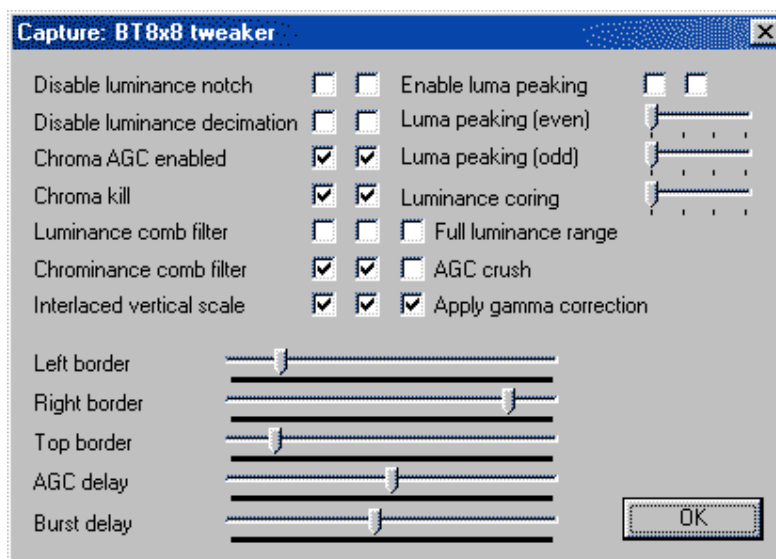 Capture: BT8x8 tweaker
Disable luminance notch
Enable luma peaking
Disable luminance decimation
Luma peaking (even)
Chroma AGC enabled
Luma peaking (odd)
Chroma kill
Luminance coring
Luminance comb filter
Full luminance range
Chrominance comb filter
AGC crush
Interlaced vertical scale
Apply gamma correction
Left border
Right border
Top border
AGC delay
Burst delay
OK